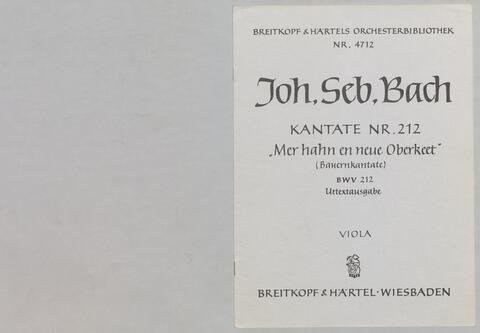 BREITKOPF & HÄRTELS ORCHESTERBIBLIOTHEK
NR. 4712
Joh. Seb. Bach
KANTATE NR. 212
„Mer hahn en neue Oberkeet“
(Bauernkantate)
BWV 212
Urtextausgabe
VIOLA
BREITKOPF & HÄRTEL · WIESBADEN